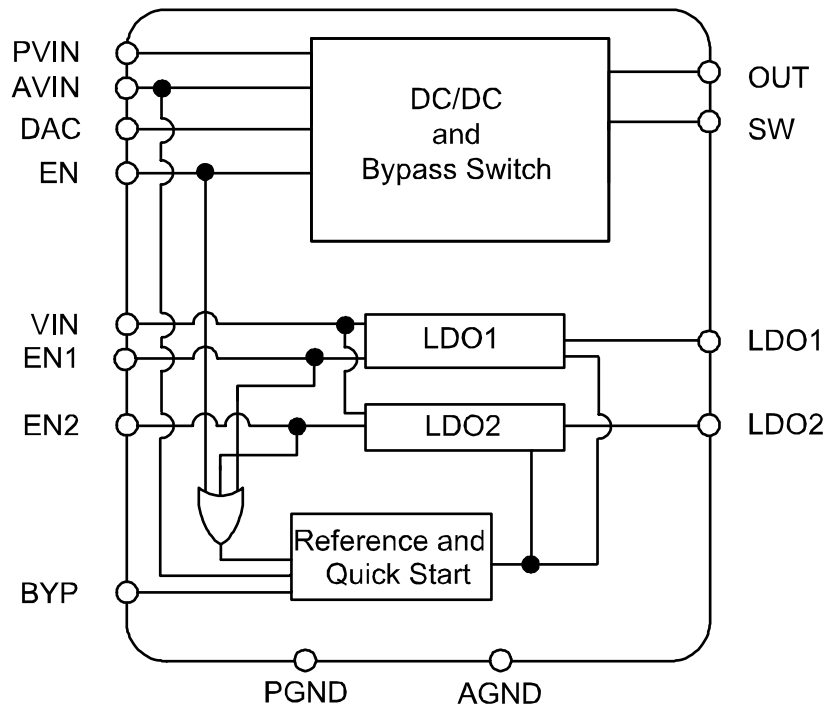 PVIN
AVIN
DAC
EN
DC/DC
and
Bypass Switch
OUT
SW
VIN
EN1
EN2
LDO1
LDO2
LDO1
LDO2
Reference and
Quick Start
BYP
PGND
AGND